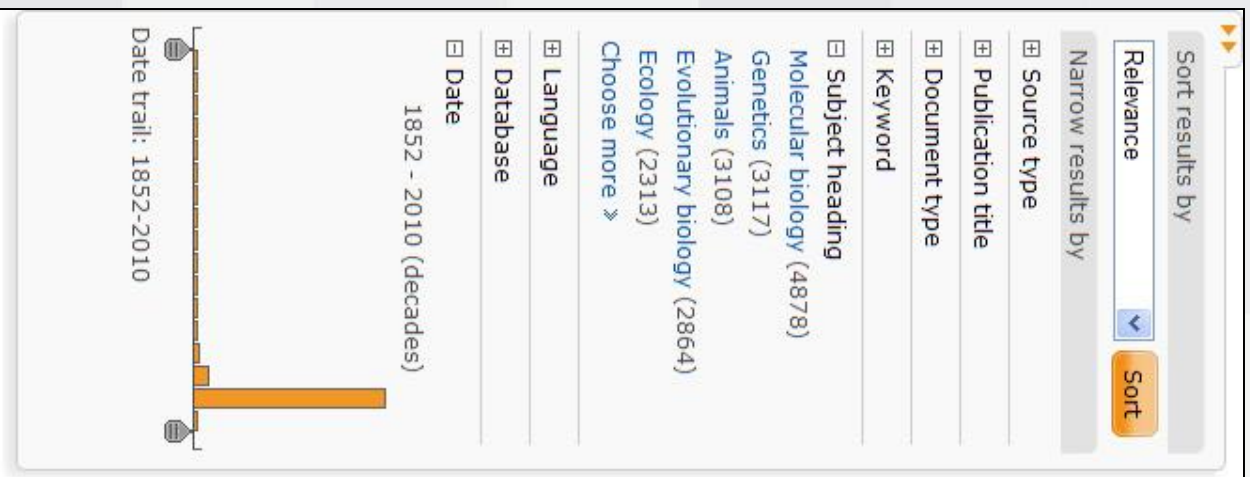 Sort results by
Relevance
Sort
Narrow results by
Source type
Publication title
Document type
Keyword
Subject heading
Molecular biology (4878)
Genetics (3117)
Animals (3108)
Evolutionary biology (2864)
Ecology (2313)
Choose more »
Language
Database
Date
1852 - 2010 (decades)
Date trail: 1852-2010